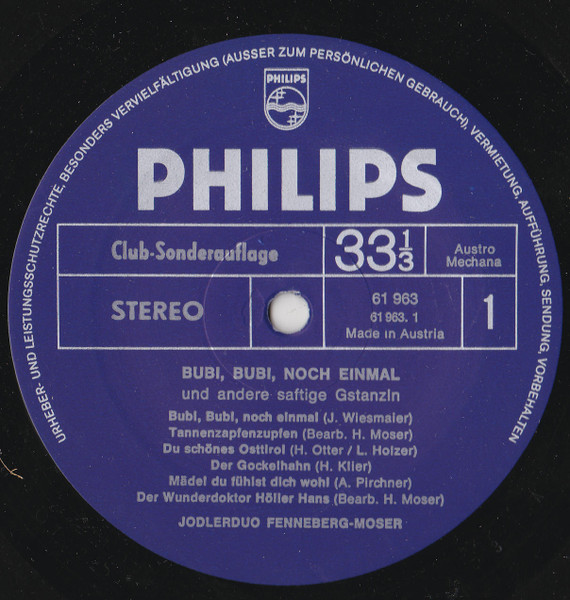 URHEBER- UND LEISTUNGSSCHUTZRECHTE, BESONDERS VERVIELFÄLTIGUNG (AUSSER ZUM PERSÖNLICHEN GEBRAUCH), VERMIETUNG, AUFFÜHRUNG, SENDUNG, VORBEHALTEN
PHILIPS
PHILIPS
Club-Sonderauflage
33 1/3
Austro
Mechana
STEREO
61 963
61 963. 1
Made in Austria
1
BUBI, BUBI, NOCH EINMAL
und andere saftige Gstanzln
Bubi, Bubi, noch einmal (J. Wiesmaier)
Tannenzapfenzupfen (Bearb. H. Moser)
Du schönes Osttirol (H. Otter / L. Holzer)
Der Gockelhahn (H. Klier)
Mädel du fühlst dich wohl (A. Pirchner)
Der Wunderdoktor Höller Hans (Bearb. H. Moser)
JODLERDUO FENNEBERG-MOSER